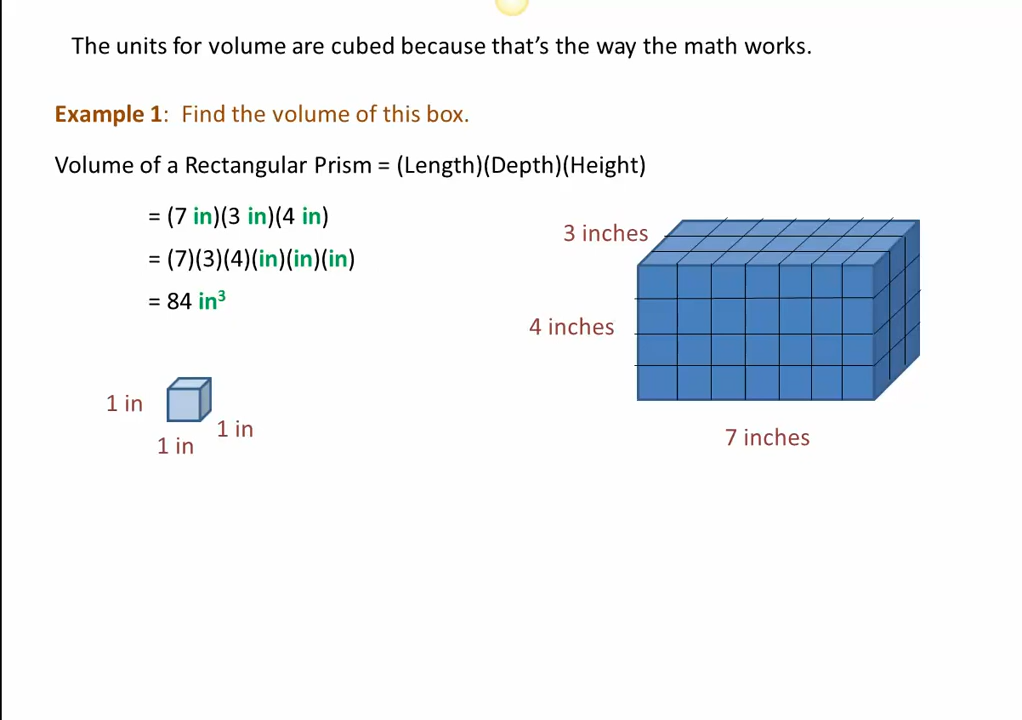 The units for volume are cubed because that’s the way the math works.
Example 1: Find the volume of this box.
Volume of a Rectangular Prism = (Length)(Depth)(Height)
= (7 in)(3 in)(4 in)
= (7)(3)(4)(in)(in)(in)
= 84 in³
3 inches
4 inches
7 inches
1 in
1 in
1 in